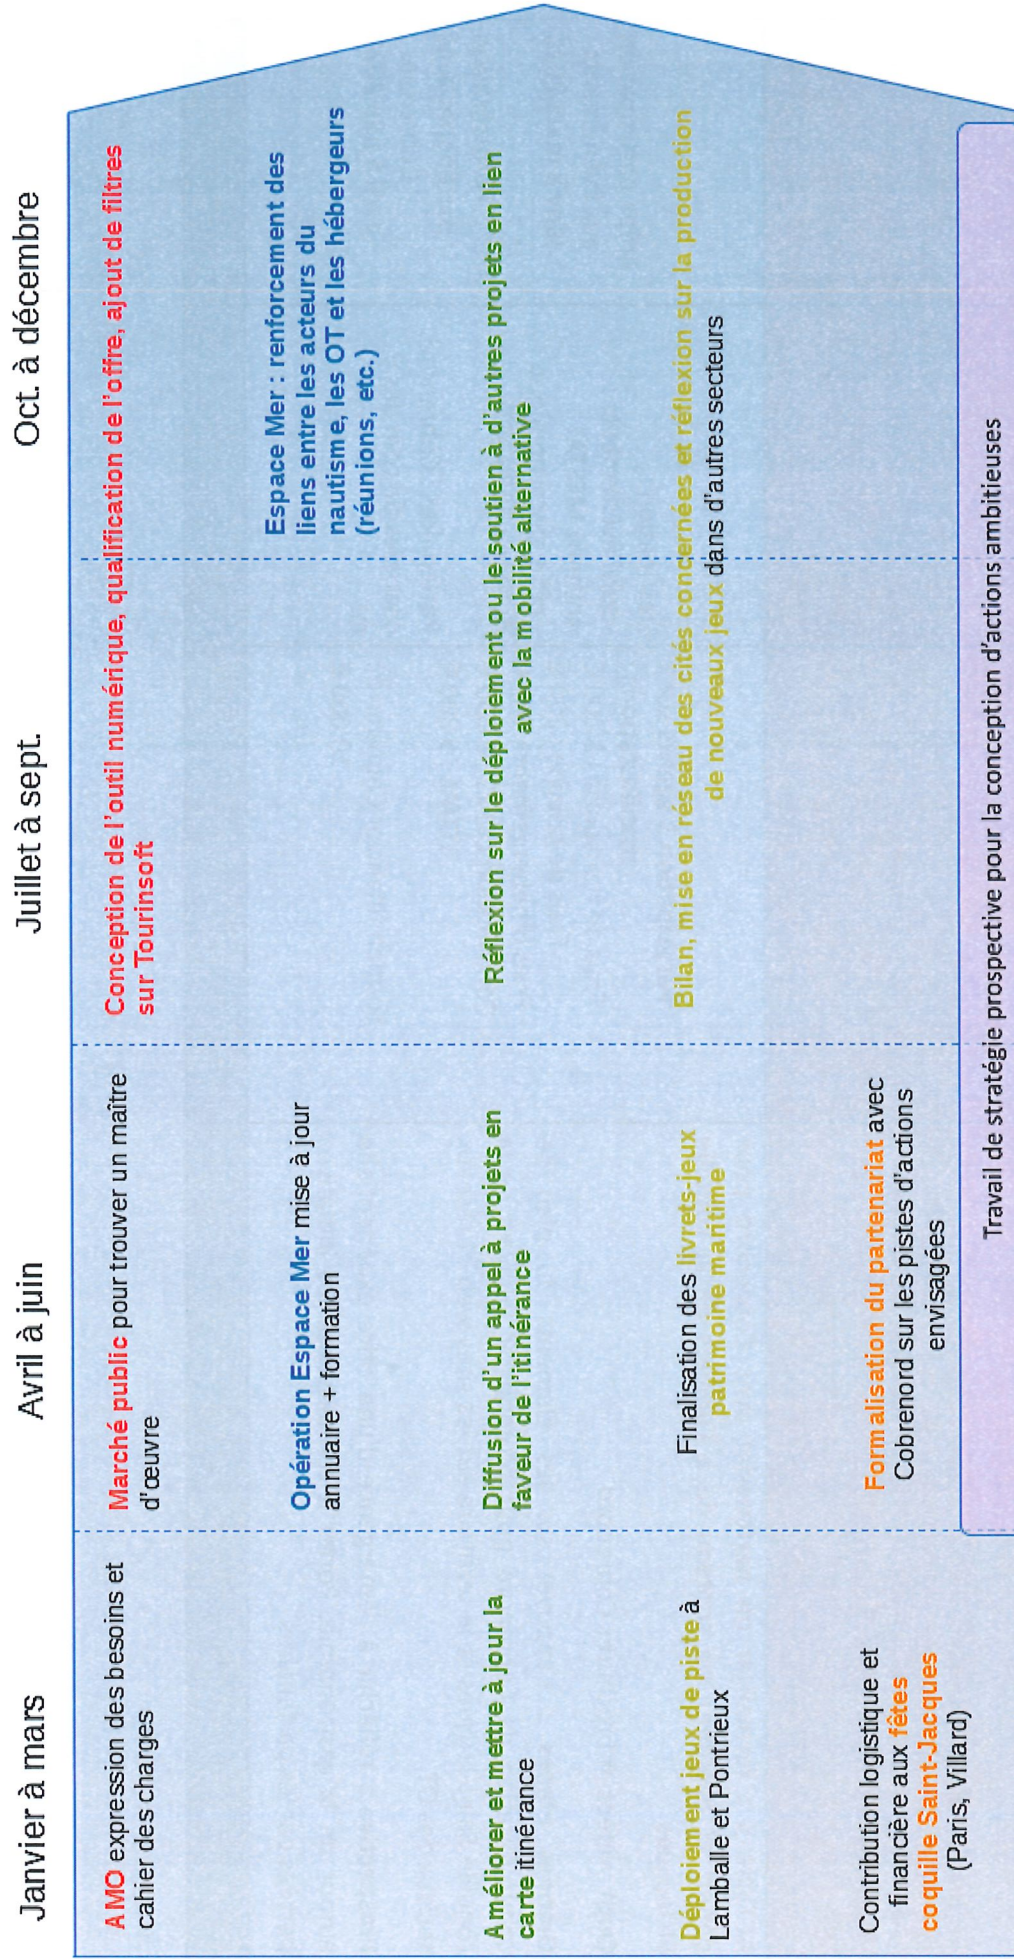 Janvier à mars
Avril à juin
Juillet à sept.
Oct. à décembre
AMO expression des besoins et
cahier des charges
Marché public pour trouver un maître
d'œuvre
Conception de l'outil numérique, qualification de l'offre, ajout de filtres
sur Tourinsoft
Opération Espace Mer mise à jour
annuaire + formation
Espace Mer : renforcement des
liens entre les acteurs du
nautisme, les OT et les hébergeurs
(réunions, etc.)
Améliorer et mettre à jour la
carte itinérance
Diffusion d'un appel à projets en
faveur de l'itinérance
Réflexion sur le déploiement ou le soutien à d'autres projets en lien
avec la mobilité alternative
Déploiement jeux de piste à
Lamballe et Pontrieux
Finalisation des livrets-jeux
patrimoine maritime
Bilan, mise en réseau des cités concernées et réflexion sur la production
de nouveaux jeux dans d'autres secteurs
Contribution logistique et
financière aux fêtes
coquille Saint-Jacques
(Paris, Villard)
Formalisation du partenariat avec
Cobrenord sur les pistes d'actions
envisagées
Travail de stratégie prospective pour la conception d'actions ambitieuses